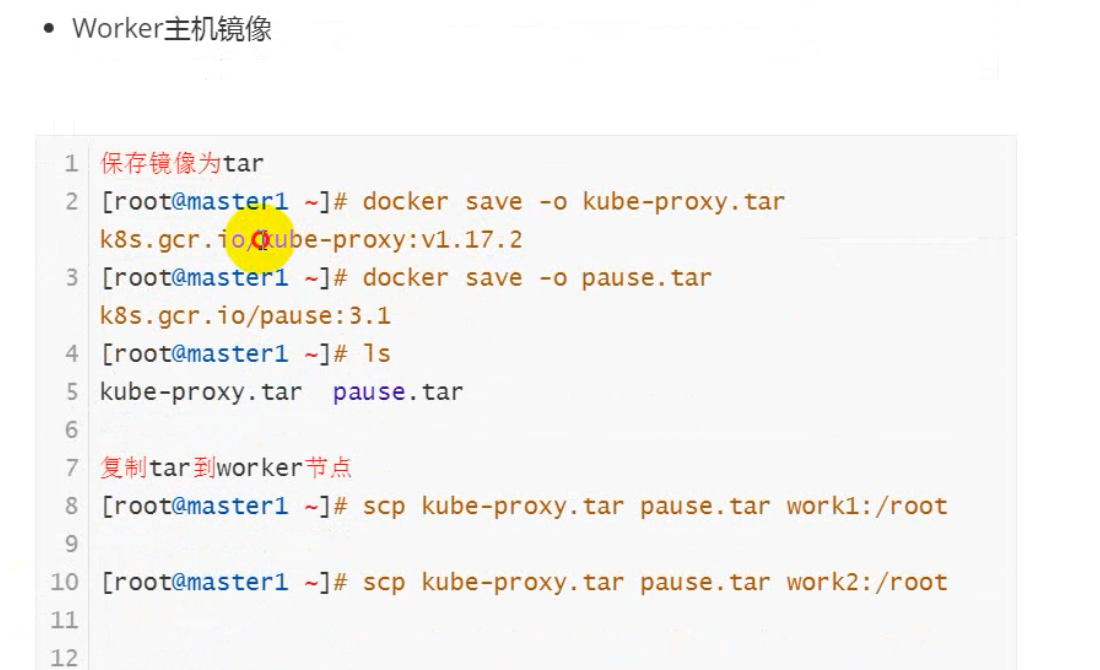 Worker主机镜像
1 保存镜像为tar
2 [root@master1 ~]# docker save -o kube-proxy.tar
k8s.gcr.io/kube-proxy:v1.17.2
3 [root@master1 ~]# docker save -o pause.tar
k8s.gcr.io/pause:3.1
4 [root@master1 ~]# ls
5 kube-proxy.tar  pause.tar
6
7 复制tar到worker节点
8 [root@master1 ~]# scp kube-proxy.tar pause.tar work1:/root
9
10 [root@master1 ~]# scp kube-proxy.tar pause.tar work2:/root
11
12